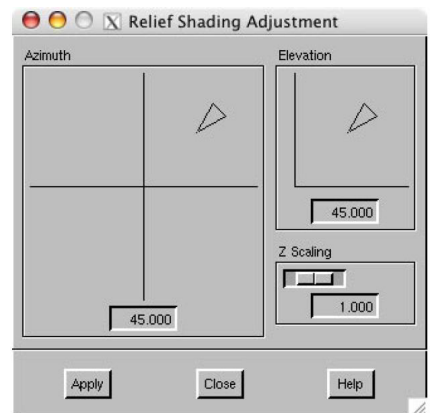 X Relief Shading Adjustment
Azimuth
Elevation
45.000
Z Scaling
1.000
45.000
Apply
Close
Help